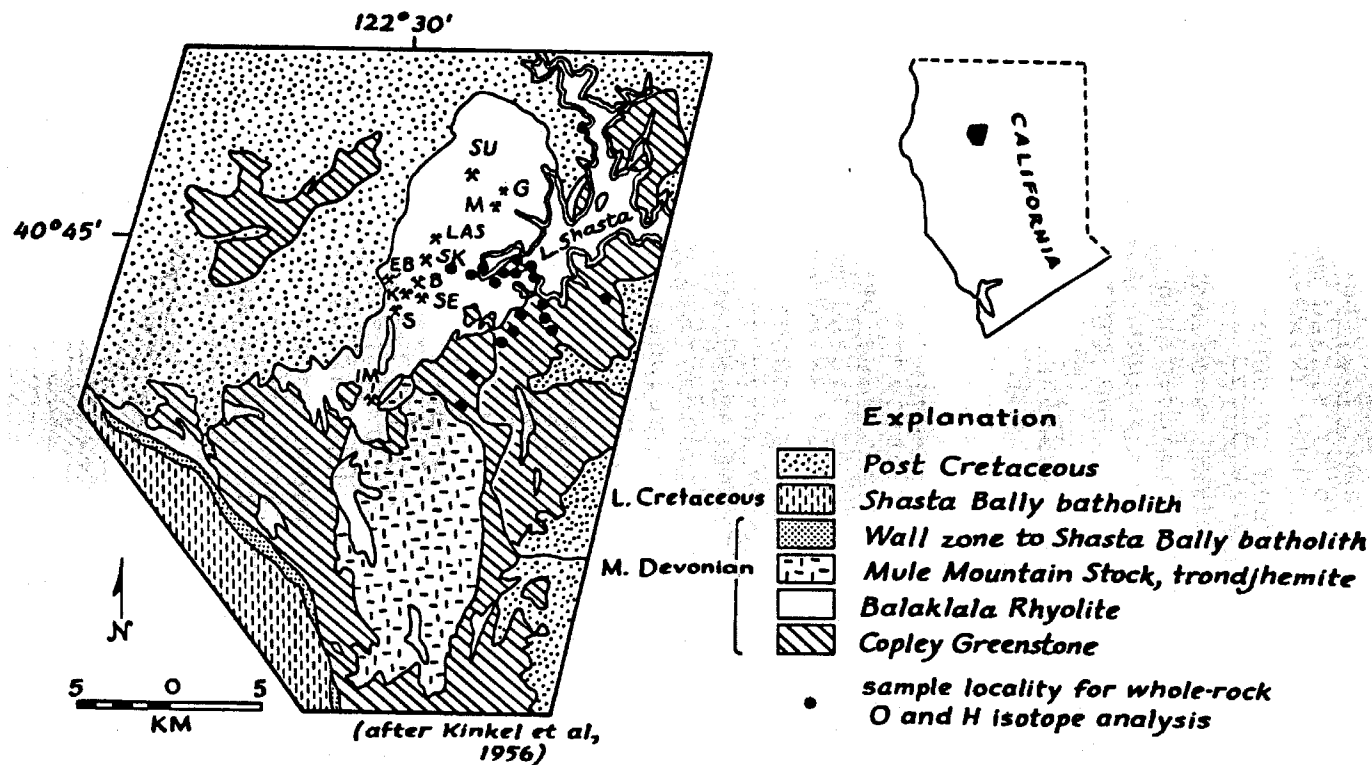 122° 30'
SU
G
M
40° 45'
LAS
L. Shasta
SK
EB
B
SE
S
IM
N
5 0 5
KM
(after Kinkel et al,
1956)
CALIFORNIA
Explanation
Post Cretaceous
L. Cretaceous
Shasta Bally batholith
Wall zone to Shasta Bally batholith
M. Devonian
Mule Mountain Stock, trondjhemite
Balaklala Rhyolite
Copley Greenstone
sample locality for whole-rock
O and H isotope analysis